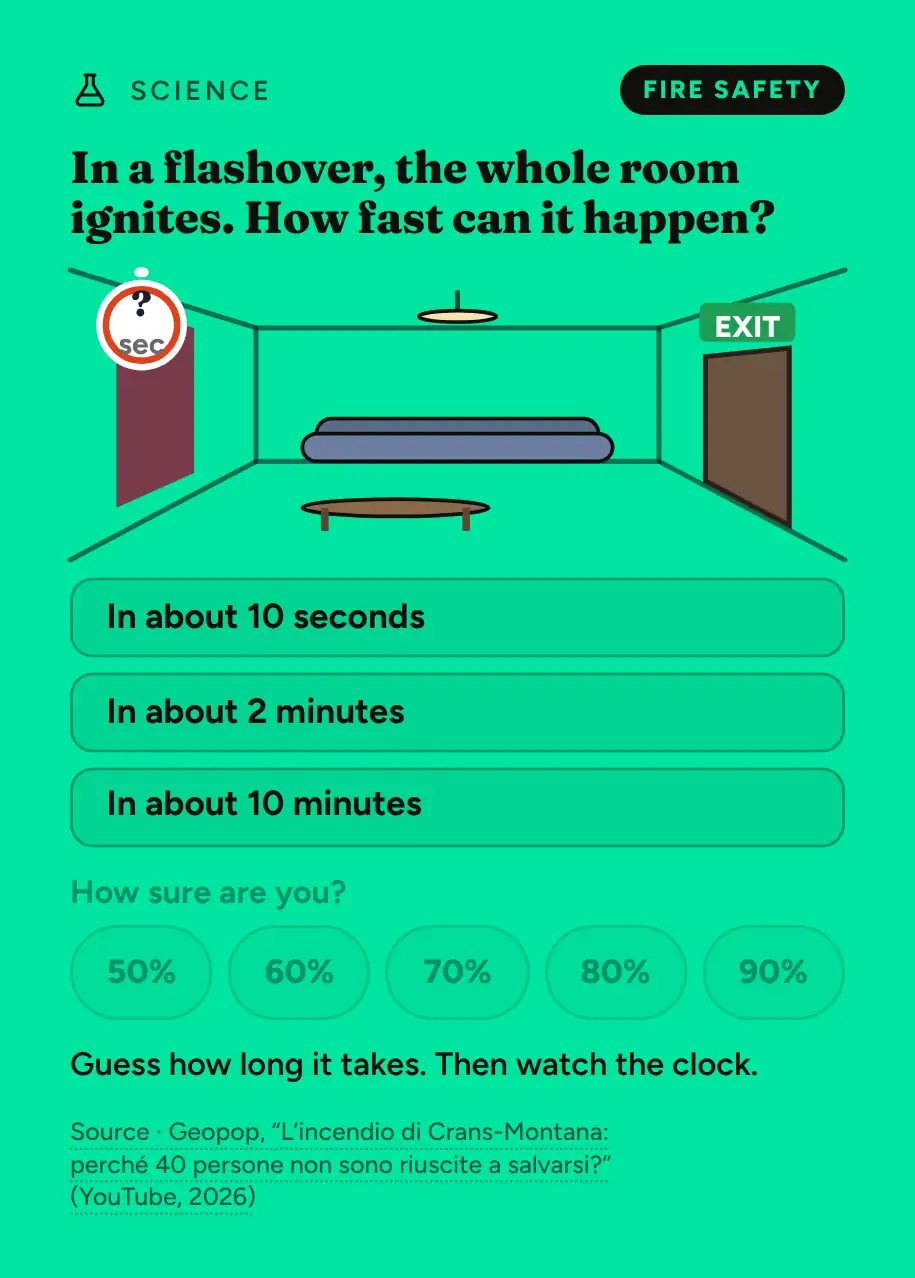 SCIENCE
FIRE SAFETY
In a flashover, the whole room
ignites. How fast can it happen?
?
sec
EXIT
In about 10 seconds
In about 2 minutes
In about 10 minutes
How sure are you?
50% 60% 70% 80% 90%
Guess how long it takes. Then watch the clock.
Source · Geopop, “L’incendio di Crans-Montana:
perché 40 persone non sono riuscite a salvarsi?”
(YouTube, 2026)